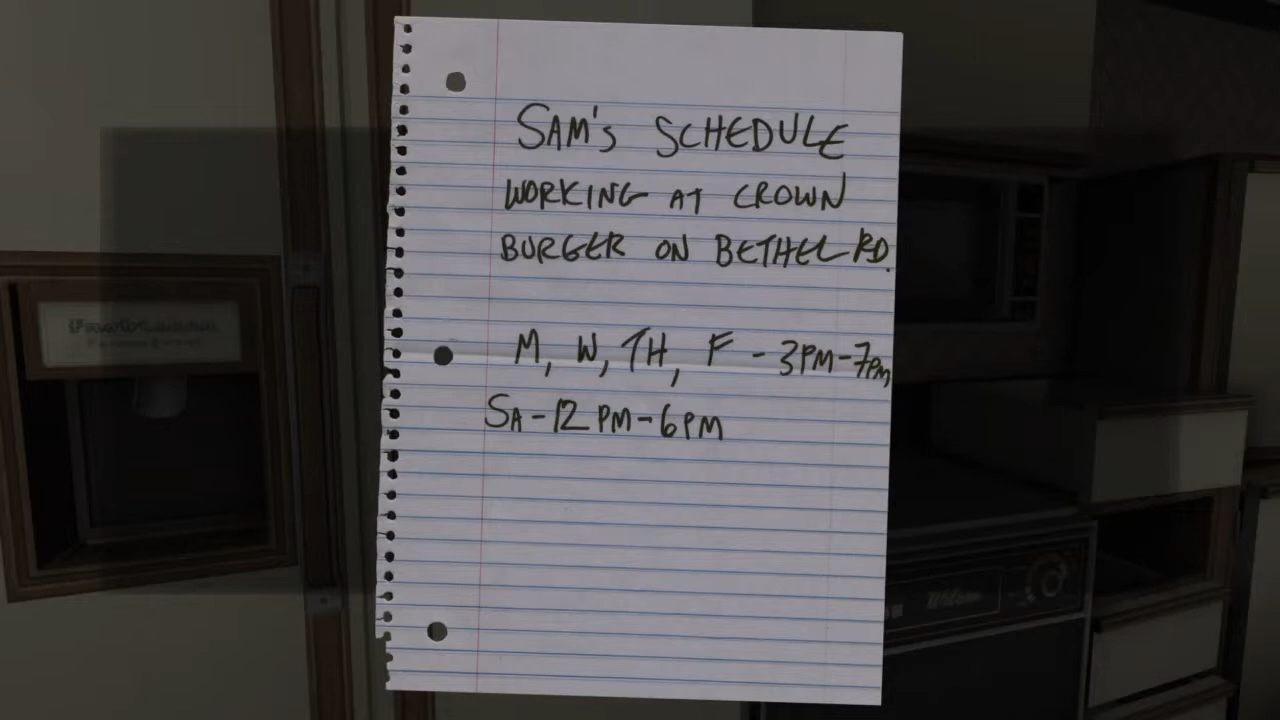 SAM'S SCHEDULE
WORKING AT CROWN
BURGER ON BETHEL RD.
M, W, TH, F - 3PM-7PM
SA-12 PM-6PM